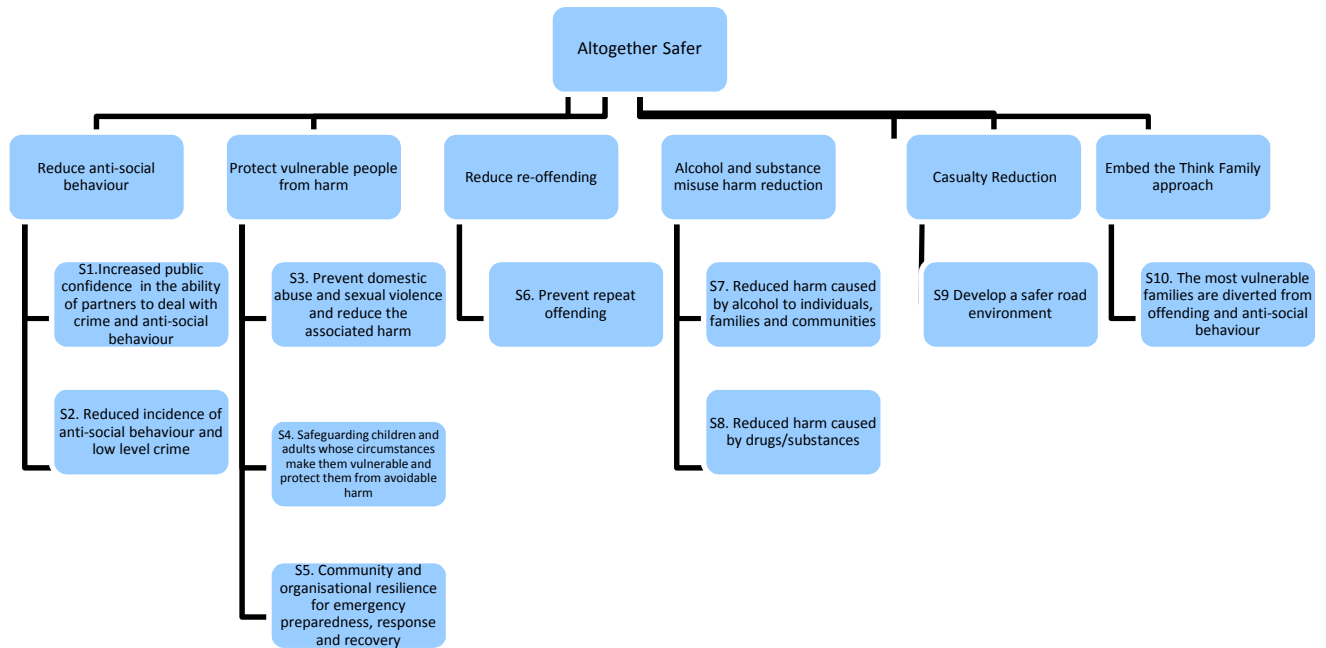 Altogether Safer
Reduce anti-social
behaviour
Protect vulnerable people
from harm
Reduce re-offending
Alcohol and substance
misuse harm reduction
Casualty Reduction
Embed the Think Family
approach
S1.Increased public
confidence in the ability
of partners to deal with
crime and anti-social
behaviour
S3. Prevent domestic
abuse and sexual violence
and reduce the
associated harm
S6. Prevent repeat
offending
S7. Reduced harm caused
by alcohol to individuals,
families and communities
S9 Develop a safer road
environment
S10. The most vulnerable
families are diverted from
offending and anti-social
behaviour
S2. Reduced incidence of
anti-social behaviour and
low level crime
S4. Safeguarding children and
adults whose circumstances
make them vulnerable and
protect them from avoidable
harm
S8. Reduced harm caused
by drugs/substances
S5. Community and
organisational resilience
for emergency
preparedness, response
and recovery